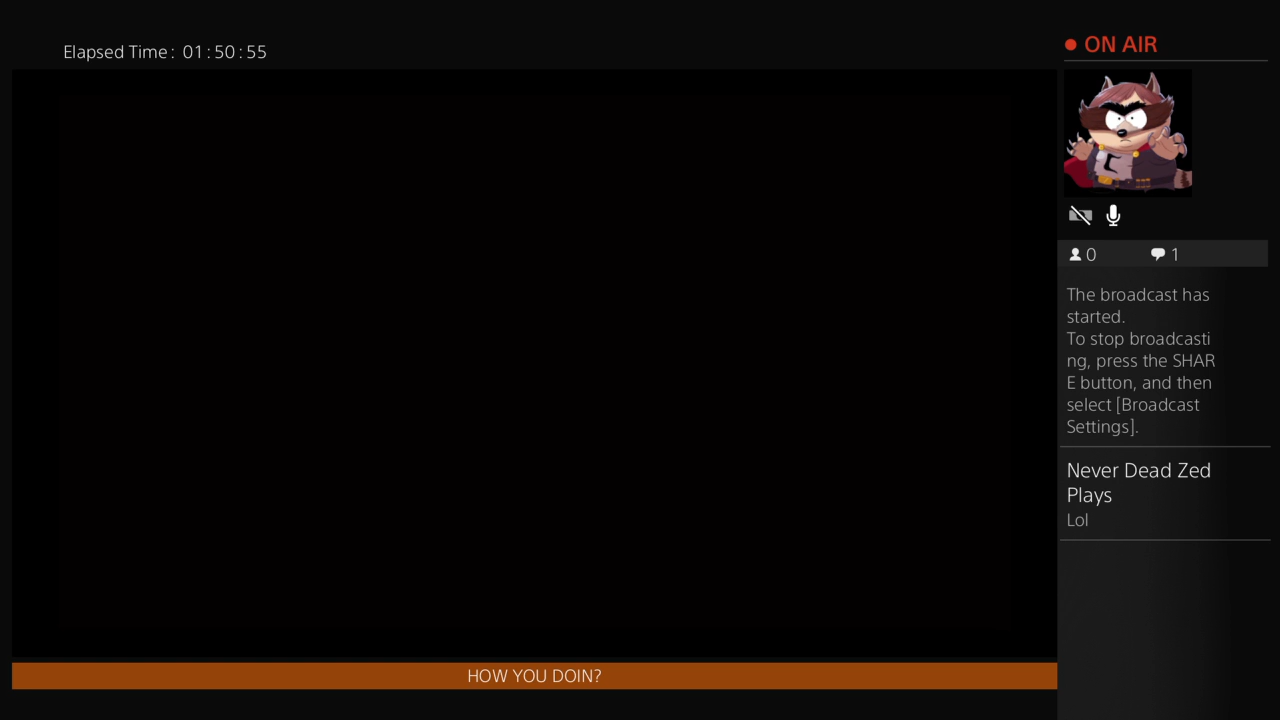 Elapsed Time: 01:50:55
ON AIR
0
1
The broadcast has
started.
To stop broadcasti
ng, press the SHAR
E button, and then
select [Broadcast
Settings].
Never Dead Zed
Plays
Lol
HOW YOU DOIN?